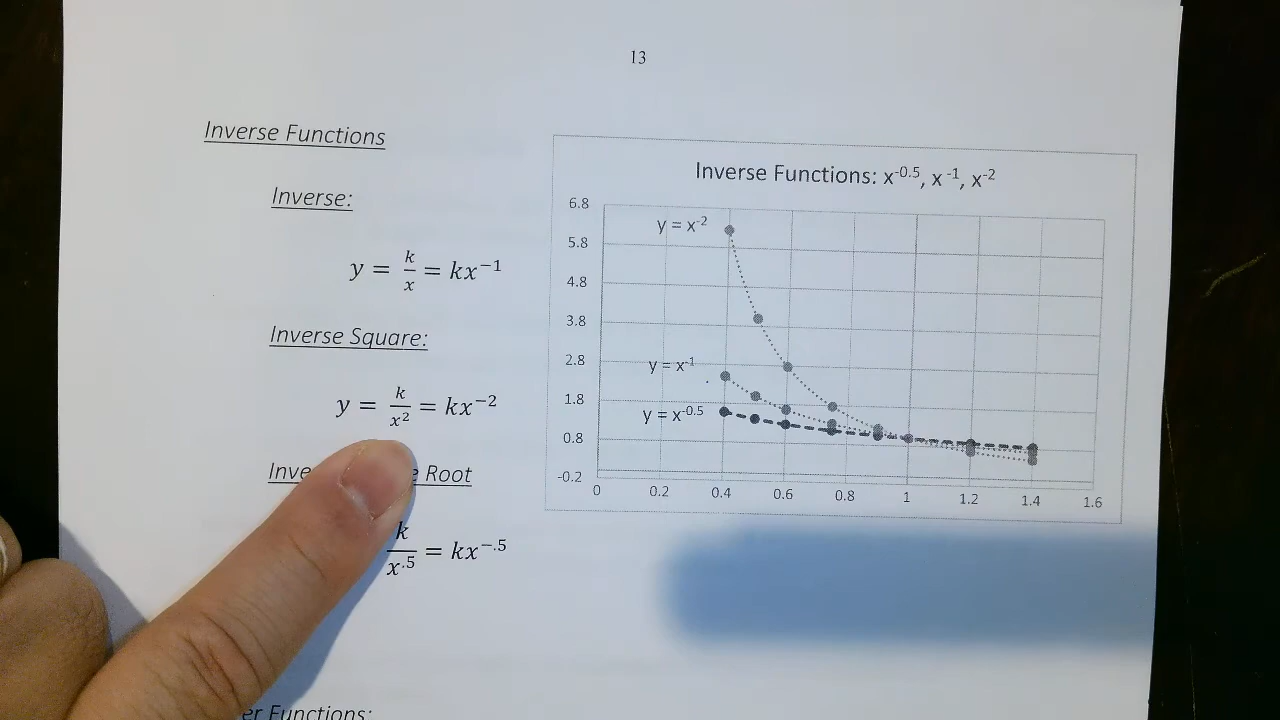 13
Inverse Functions
Inverse:
y = k/x = kx⁻¹
Inverse Square:
y = k/x² = kx⁻²
Root
k/x^.5 = kx^−.5
Functions:
Inverse Functions: x^-0.5, x^-1, x^-2
6.8
y = x^-2
5.8
4.8
3.8
2.8
y = x^-1
1.8
y = x^-0.5
0.8
-0.2
0 0.2 0.4 0.6 0.8 1 1.2 1.4 1.6